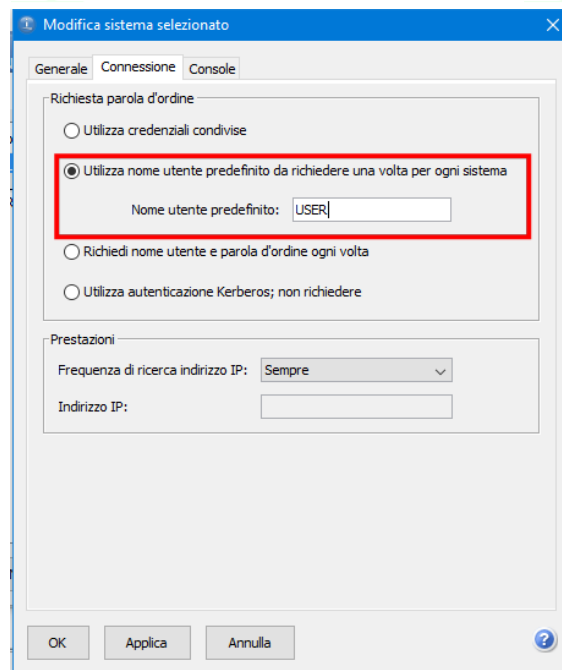 Modifica sistema selezionato
Generale Connessione Console
Richiesta parola d'ordine
Utilizza credenziali condivise
Utilizza nome utente predefinito da richiedere una volta per ogni sistema
Nome utente predefinito: USER
Richiedi nome utente e parola d'ordine ogni volta
Utilizza autenticazione Kerberos; non richiedere
Prestazioni
Frequenza di ricerca indirizzo IP: Sempre
Indirizzo IP:
OK Applica Annulla ?